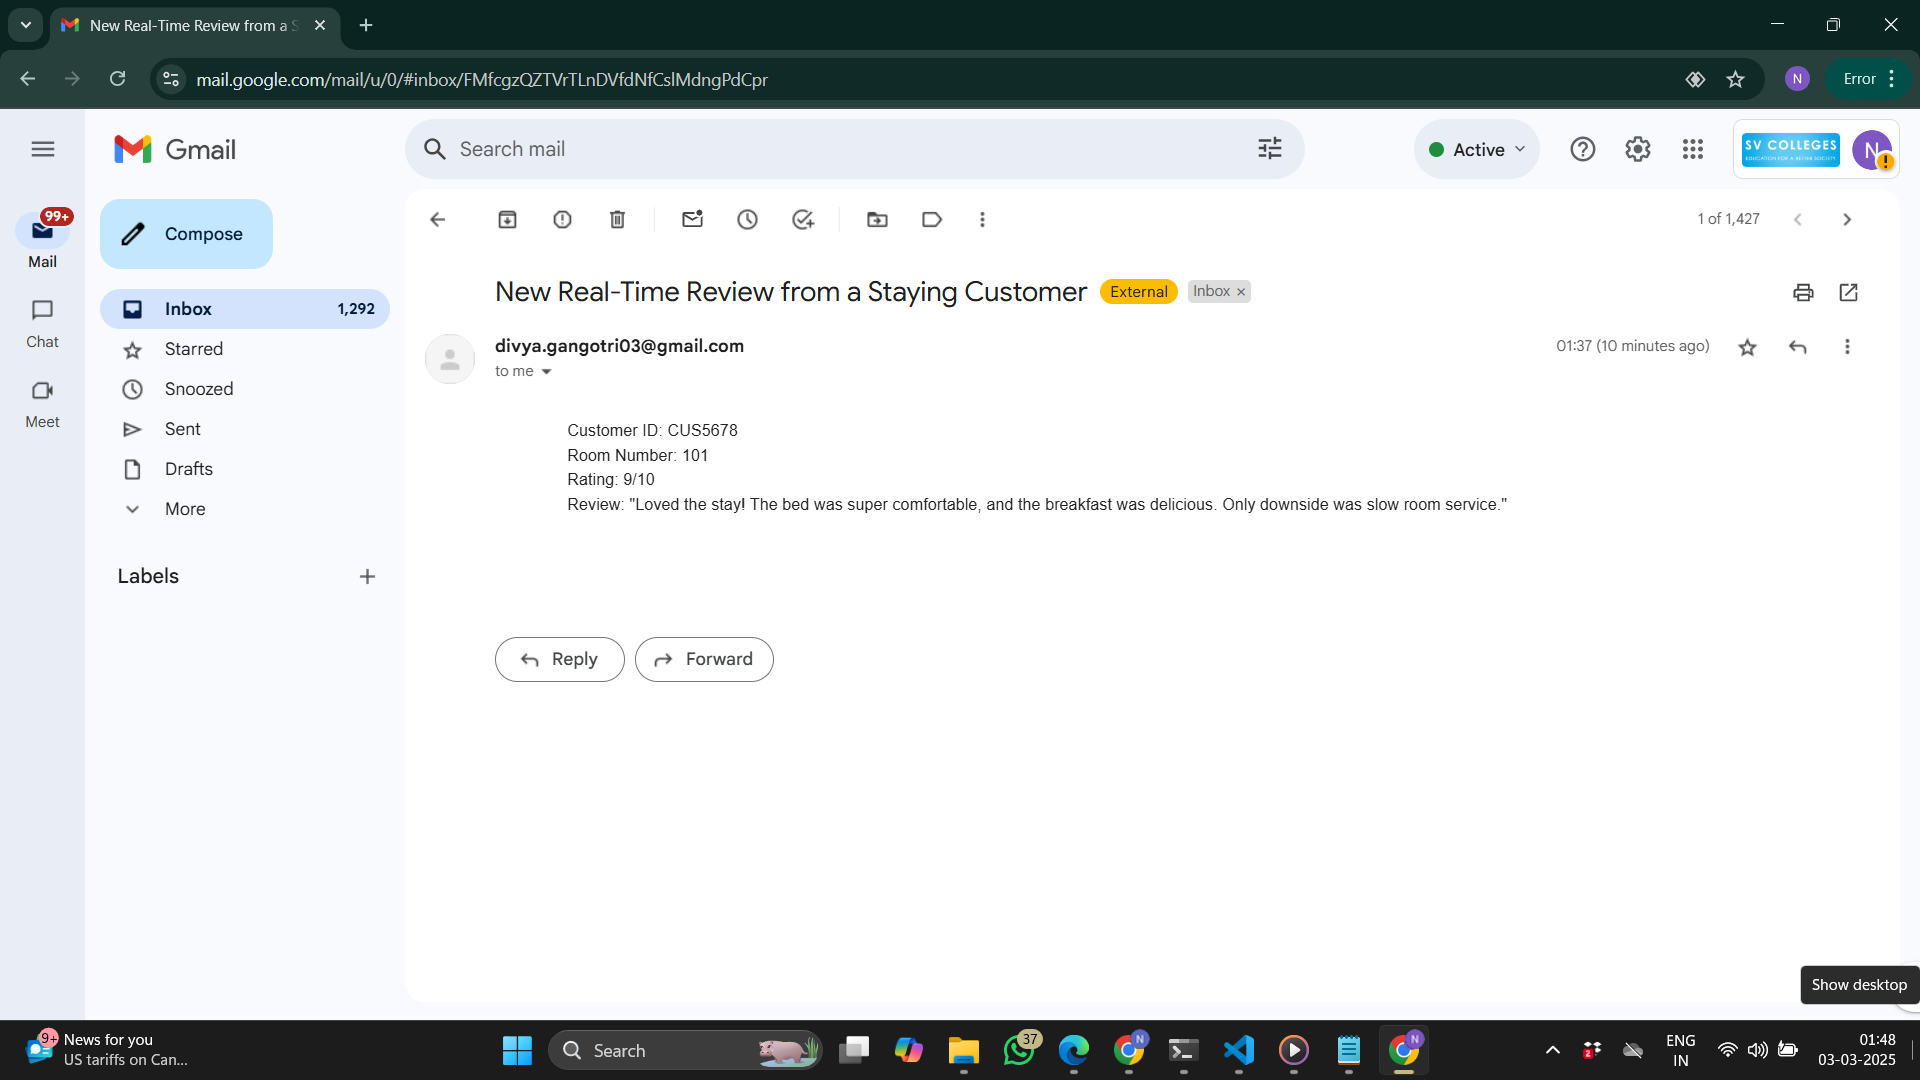 New Real-Time Review from a S
mail.google.com/mail/u/0/#inbox/FMfcgzQZTVrTLnDVfdNfCslMdngPdCpr
N
Error
Gmail
Search mail
Active
SV COLLEGES
EDUCATION FOR A BETTER SOCIETY
N
99+
Mail
Chat
Meet
Compose
Inbox 1,292
Starred
Snoozed
Sent
Drafts
More
Labels
1 of 1,427
New Real-Time Review from a Staying Customer External Inbox ×
divya.gangotri03@gmail.com
01:37 (10 minutes ago)
to me
Customer ID: CUS5678
Room Number: 101
Rating: 9/10
Review: "Loved the stay! The bed was super comfortable, and the breakfast was delicious. Only downside was slow room service."
Reply
Forward
Show desktop
9+
News for you
US tariffs on Can...
Search
37
N
N
2
ENG
IN
01:48
03-03-2025